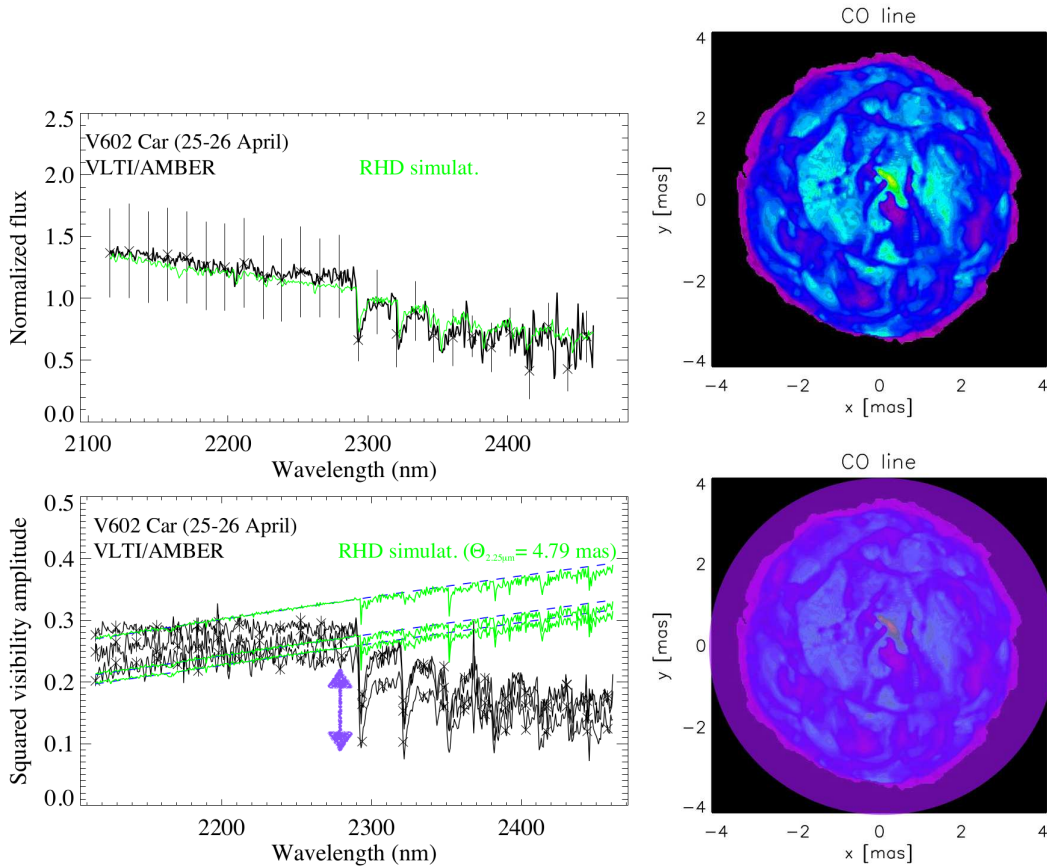 2.5
2.0
1.5
1.0
0.5
0.0
Normalized flux
V602 Car (25-26 April)
VLTI/AMBER
RHD simulat.
2100 2200 2300 2400
Wavelength (nm)
CO line
4
2
0
−2
−4
y [mas]
−4 −2 0 2 4
x [mas]
0.5
0.4
0.3
0.2
0.1
0.0
Squared visibility amplitude
V602 Car (25-26 April)
VLTI/AMBER
RHD simulat. (Θ2.25μm= 4.79 mas)
2200 2300 2400
Wavelength (nm)
CO line
4
2
0
−2
−4
y [mas]
−4 −2 0 2 4
x [mas]